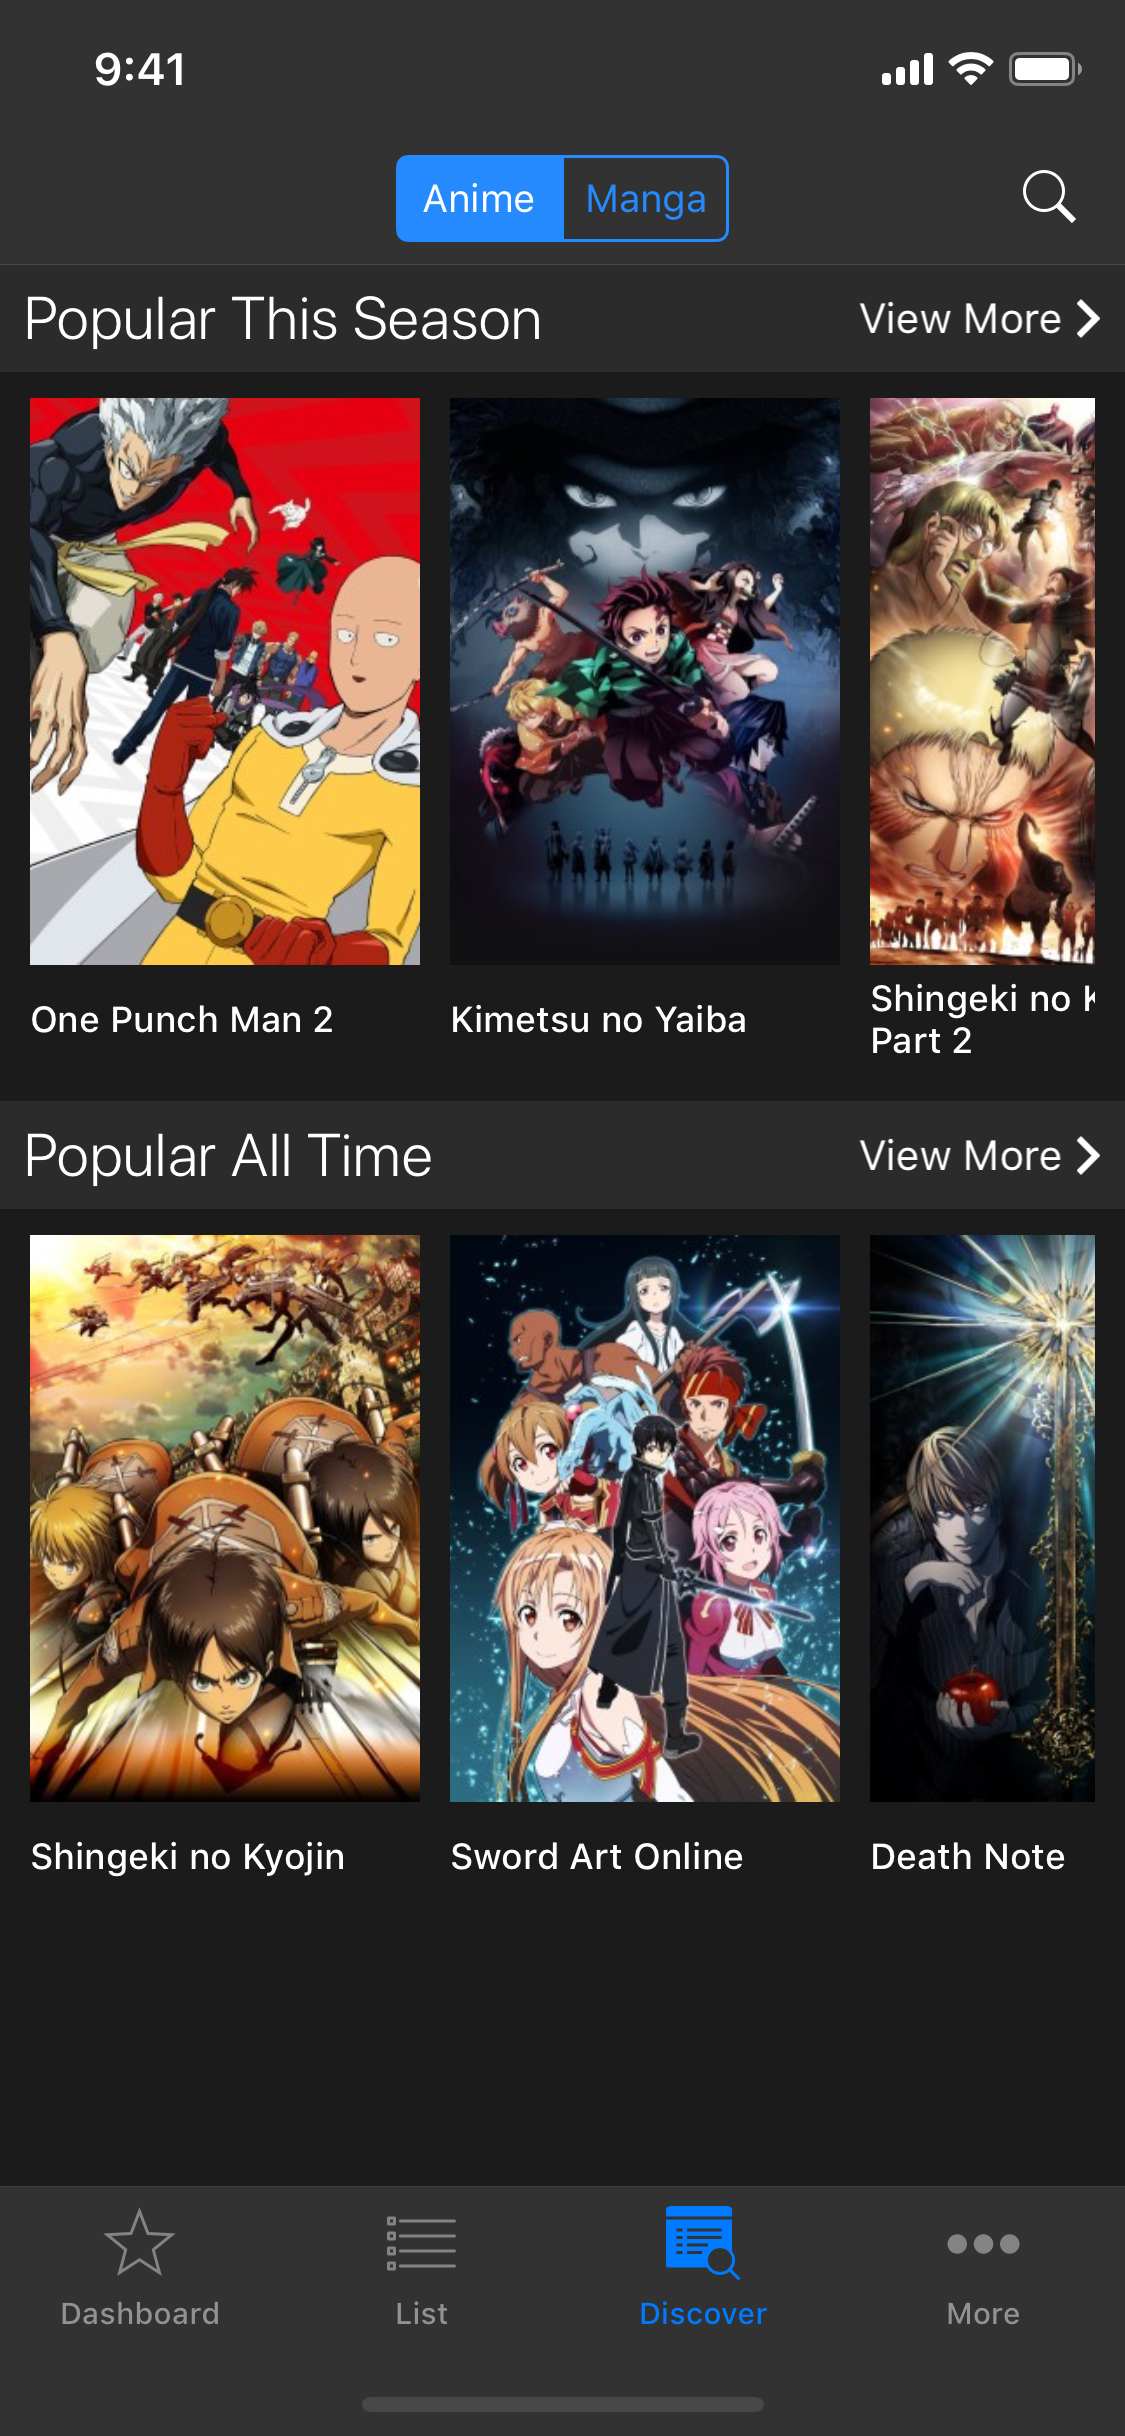 9:41
Anime
Manga
Popular This Season
View More
One Punch Man 2
Kimetsu no Yaiba
Shingeki no
Part 2
Popular All Time
View More
Shingeki no Kyojin
Sword Art Online
Death Note
Dashboard
List
Discover
More